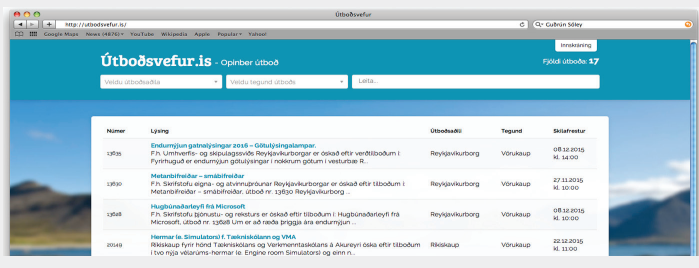 Útboðsvefur
http://utbodsvefur.is/
Guðrún Sóley
Google Maps News (4876) YouTube Wikipedia Apple Popular Yahoo!
Innskráning
Útboðsvefur.is - Opinber útboð
Fjöldi útboða: 17
Veldu útboðsaðila
Veldu tegund útboðs
Leita...
Númer Lýsing Útboðsaðili Tegund Skilafrestur
Endurnýjun gatnalýsingar 2016 – Götulýsingalampar.
13635 F.h. Umhverfis- og skipulagssviðs Reykjavíkurborgar er óskað eftir verðtilboðum í: Reykjavíkurborg Vörukaup 08.12.2015
Fyrirhugað er endurnýjun götulýsingar í nokkrum götum í vesturbæ R... kl. 14:00
Metanbifreiðar – smábifreiðar
13630 F.h. Skrifstofu eigna- og atvinnuþróunar Reykjavíkurborgar er óskað eftir tilboðum í: Reykjavíkurborg Vörukaup 27.11.2015
Metanbifreiðar – smábifreiðar, útboð nr. 13630 Reykjavíkurborg ... kl. 10:00
Hugbúnaðarleyfi frá Microsoft
13628 F.h. Skrifstofu þjónustu- og reksturs er óskað eftir tilboðum í: Hugbúnaðarleyfi frá Reykjavíkurborg Vörukaup 08.12.2015
Microsoft, útboð nr. 13628 Um er að ræða þriggja ára endurnýjun ... kl. 10:00
Hermar (e. Simulators) f. Tækniskólann og VMA
20149 Ríkiskaup fyrir hönd Tækniskólans og Verkmenntaskólans á Akureyri óska eftir tilboðum Ríkiskaup Vörukaup 22.12.2015
í tvo nýja vélarúms-hermar (e. Engine room Simulators) og einn n... kl. 11:00